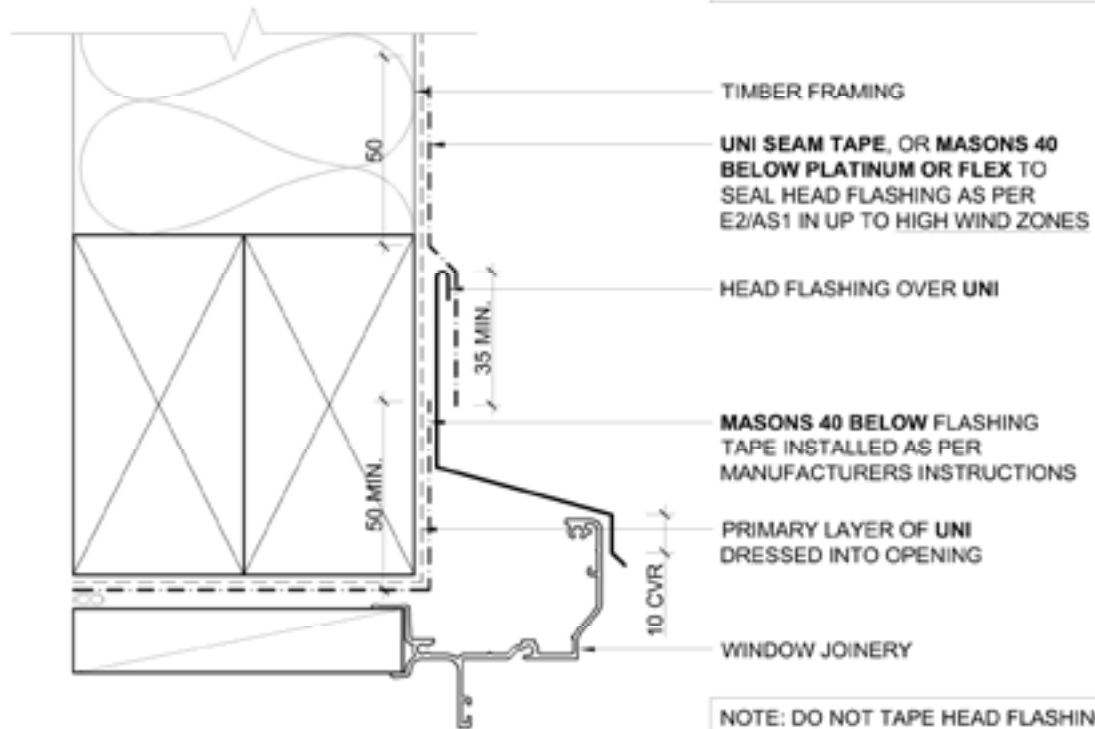 TIMBER FRAMING
50
UNI SEAM TAPE, OR MASONS 40
BELOW PLATINUM OR FLEX TO
SEAL HEAD FLASHING AS PER
E2/AS1 IN UP TO HIGH WIND ZONES
HEAD FLASHING OVER UNI
35 MIN.
MASONS 40 BELOW FLASHING
TAPE INSTALLED AS PER
MANUFACTURERS INSTRUCTIONS
50 MIN.
PRIMARY LAYER OF UNI
DRESSED INTO OPENING
10 CVR
WINDOW JOINERY
NOTE: DO NOT TAPE HEAD FLASHIN